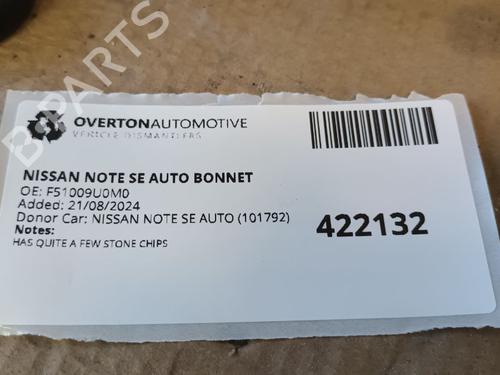 B-PARTS
OVERTONAUTOMOTIVE
VEHICLE DISMANTLERS
NISSAN NOTE SE AUTO BONNET
OE: F51009U0M0
Added: 21/08/2024
Donor Car: NISSAN NOTE SE AUTO (101792)
Notes:
HAS QUITE A FEW STONE CHIPS
422132